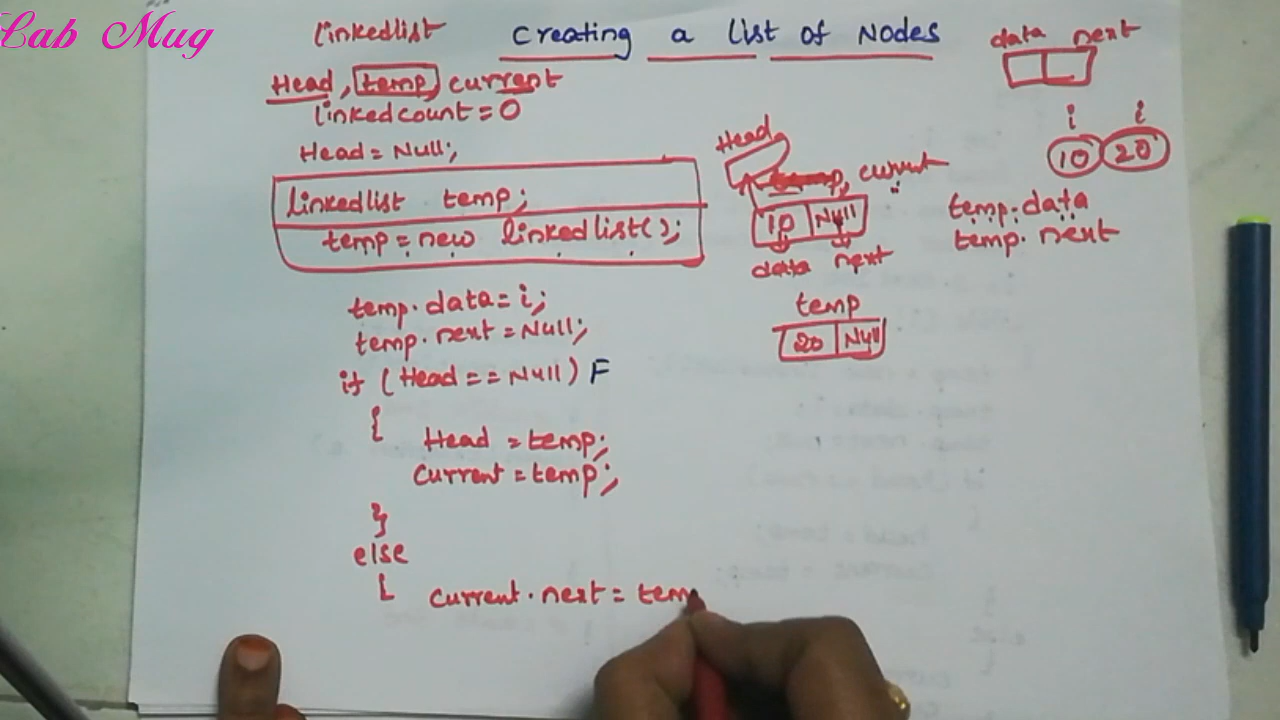 Lab Mug
linkedlist
Creating a List of Nodes
data next
Head, temp, current
linkedcount = 0
Head = Null;
linkedlist temp;
temp = new linkedlist();
temp.data = i;
temp.next = Null;
if (Head == Null) F
{
Head = temp;
Current = temp;
}
else
{ Current.next = tem
Head
current
10 Null
data next
temp
20 Null
i i
10 20
temp.data
temp.next